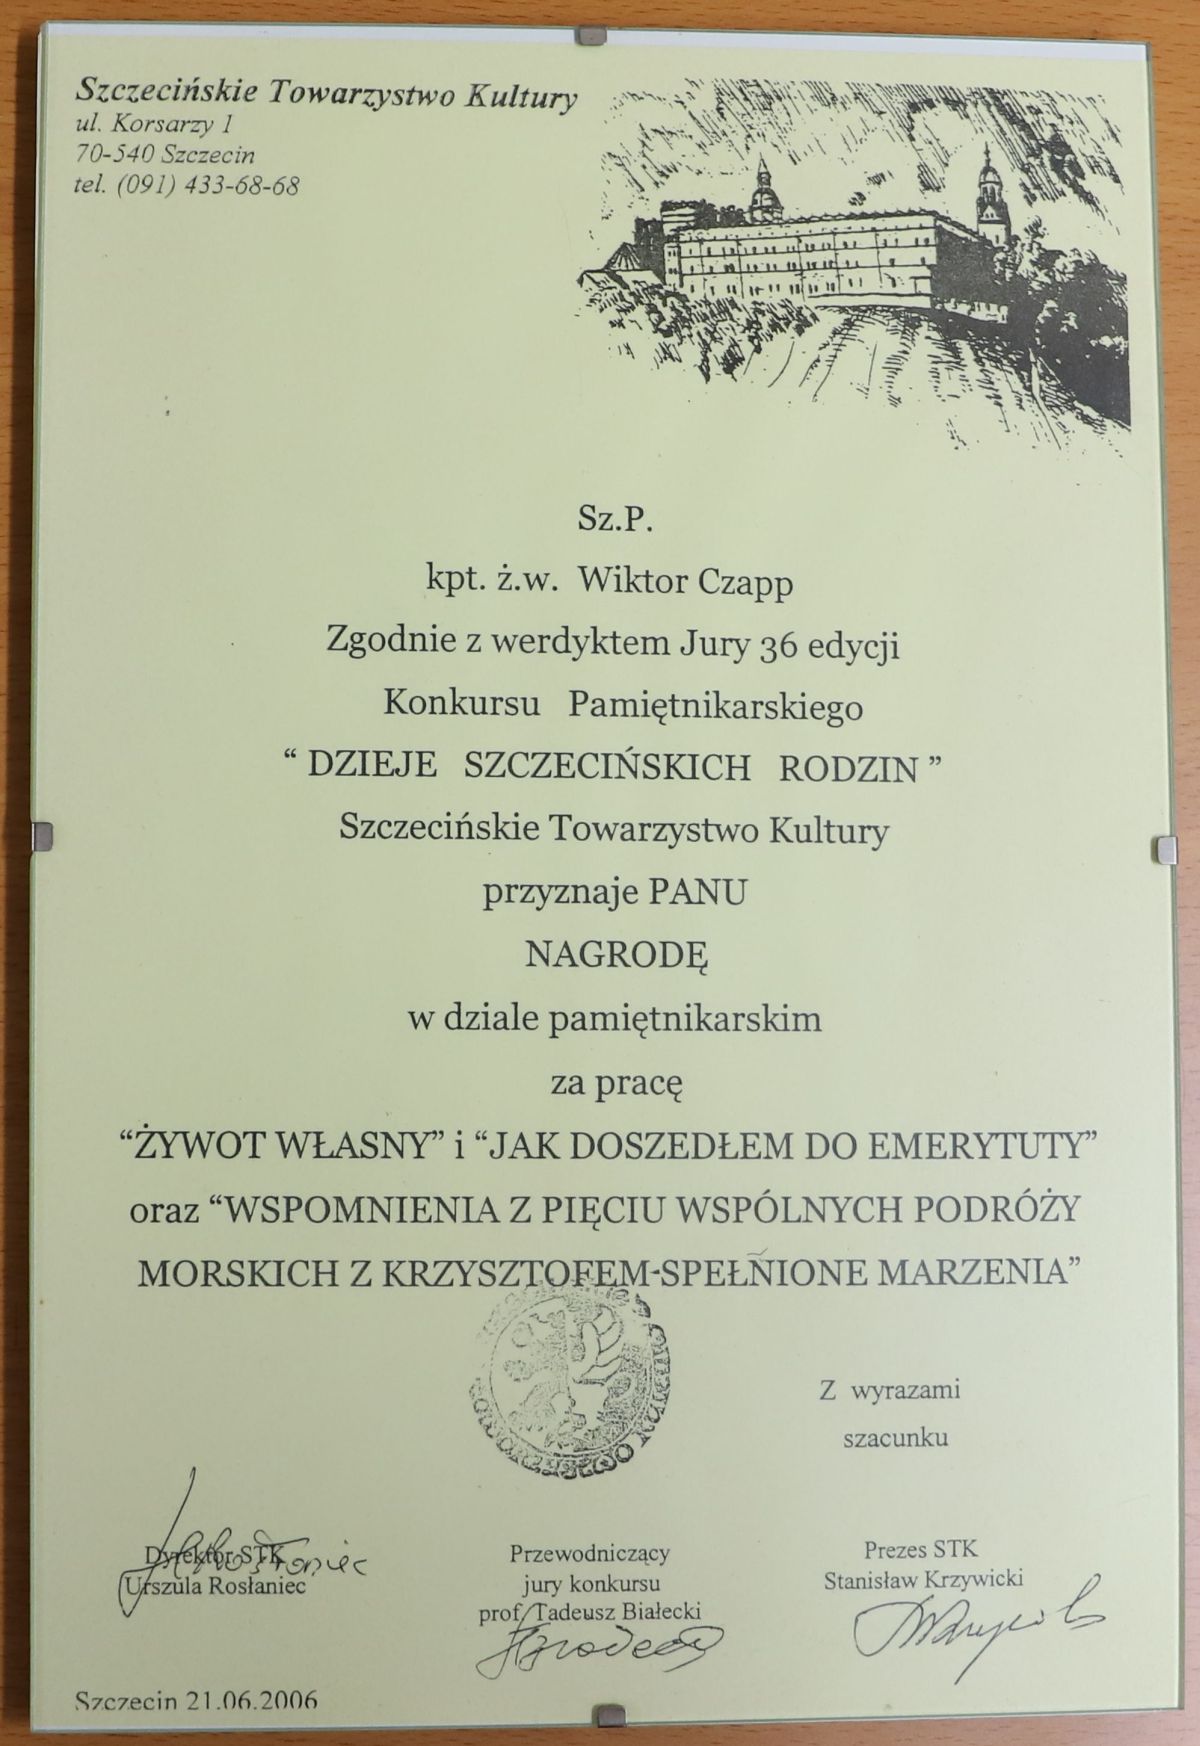 Szczecińskie Towarzystwo Kultury
ul. Korsarzy 1
70-540 Szczecin
tel. (091) 433-68-68
Sz.P.
kpt. ż.w. Wiktor Czapp
Zgodnie z werdyktem Jury 36 edycji
Konkursu Pamiętnikarskiego
“ DZIEJE SZCZECIŃSKICH RODZIN ”
Szczecińskie Towarzystwo Kultury
przyznaje PANU
NAGRODĘ
w dziale pamiętnikarskim
za pracę
“ŻYWOT WŁASNY” i “JAK DOSZEDŁEM DO EMERYTUTY”
oraz “WSPOMNIENIA Z PIĘCIU WSPÓLNYCH PODRÓŻY
MORSKICH Z KRZYSZTOFEM-SPEŁNIONE MARZENIA”
Z wyrazami
szacunku
Dyrektor STK
Urszula Rosłaniec
Przewodniczący
jury konkursu
prof. Tadeusz Białecki
Prezes STK
Stanisław Krzywicki
Szczecin 21.06.2006